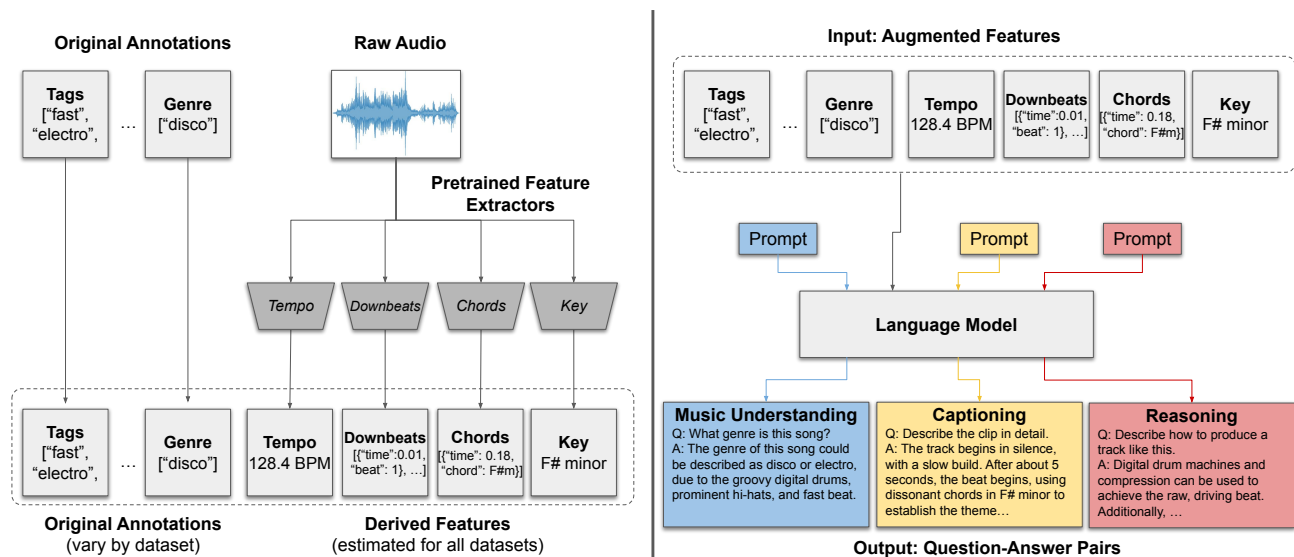 Original Annotations
Raw Audio
Tags
[“fast”,
“electro”,
…
Genre
[“disco”]
Pretrained Feature
Extractors
Tempo
Downbeats
Chords
Key
Tags
[“fast”,
“electro”,
…
Genre
[“disco”]
Tempo
128.4 BPM
Downbeats
[{“time”:0.01,
“beat”: 1}, …]
Chords
[{“time”: 0.18,
“chord”: F#m}]
Key
F# minor
Original Annotations
(vary by dataset)
Derived Features
(estimated for all datasets)
Input: Augmented Features
Tags
[“fast”,
“electro”,
…
Genre
[“disco”]
Tempo
128.4 BPM
Downbeats
[{“time”:0.01,
“beat”: 1}, …]
Chords
[{“time”: 0.18,
“chord”: F#m}]
Key
F# minor
Prompt
Prompt
Prompt
Language Model
Music Understanding
Q: What genre is this song?
A: The genre of this song could
be described as disco or electro,
due to the groovy digital drums,
prominent hi-hats, and fast beat.
Captioning
Q: Describe the clip in detail.
A: The track begins in silence,
with a slow build. After about 5
seconds, the beat begins, using
dissonant chords in F# minor to
establish the theme…
Reasoning
Q: Describe how to produce a
track like this.
A: Digital drum machines and
compression can be used to
achieve the raw, driving beat.
Additionally, …
Output: Question-Answer Pairs